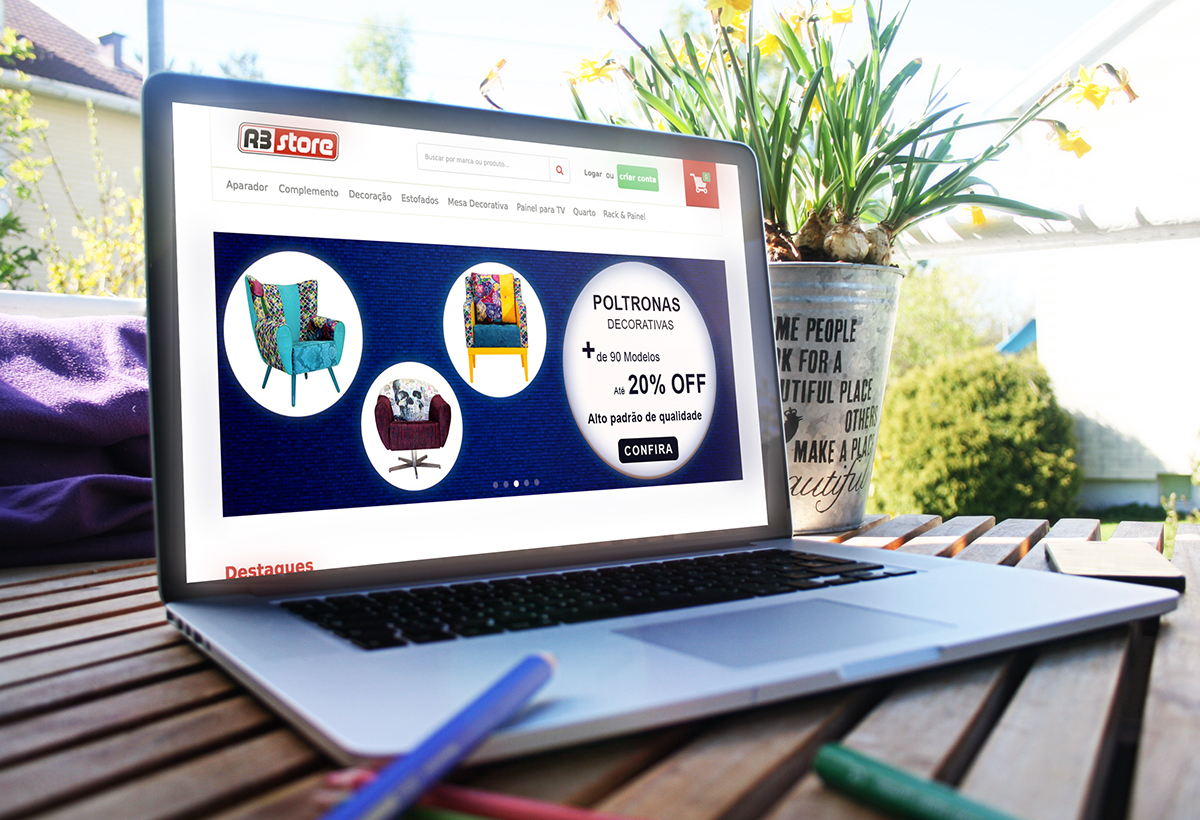 R3 store
Buscar por marca ou produto...
Logar ou criar conta
Aparador Complemento Decoração Estofados Mesa Decorativa Painel para TV Quarto Rack & Painel
POLTRONAS
DECORATIVAS
+ de 90 Modelos
Até 20% OFF
Alto padrão de qualidade
CONFIRA
Destaques
ME PEOPLE
K FOR A
UTIFUL PLACE
OTHERS
MAKE A PLAC
autiful